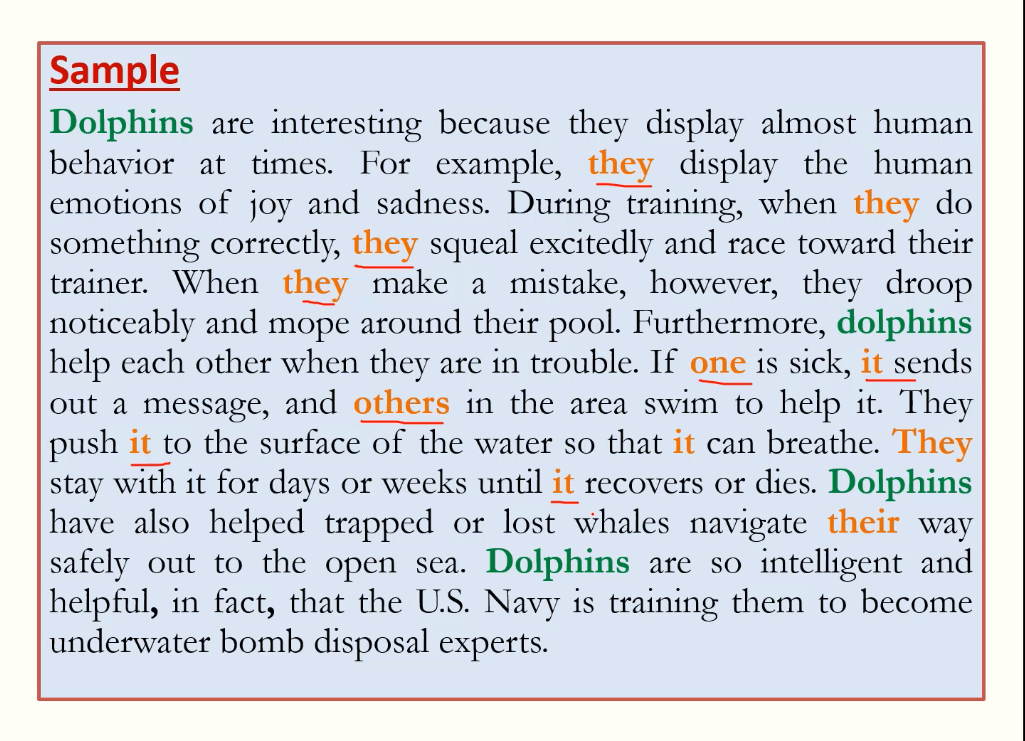 Sample
Dolphins are interesting because they display almost human
behavior at times. For example, they display the human
emotions of joy and sadness. During training, when they do
something correctly, they squeal excitedly and race toward their
trainer. When they make a mistake, however, they droop
noticeably and mope around their pool. Furthermore, dolphins
help each other when they are in trouble. If one is sick, it sends
out a message, and others in the area swim to help it. They
push it to the surface of the water so that it can breathe. They
stay with it for days or weeks until it recovers or dies. Dolphins
have also helped trapped or lost whales navigate their way
safely out to the open sea. Dolphins are so intelligent and
helpful, in fact, that the U.S. Navy is training them to become
underwater bomb disposal experts.